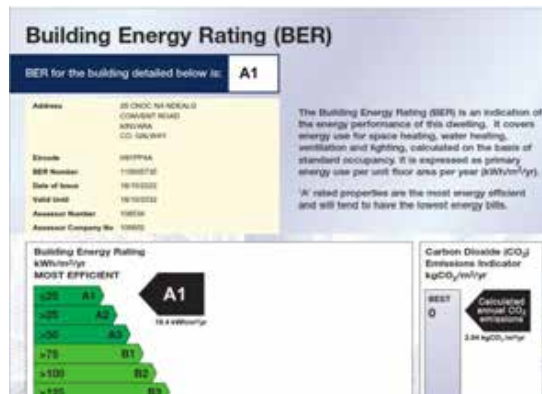 Building Energy Rating (BER)
BER for the building detailed below is: A1
Address
CONVENT ROAD
KINVARA
CO. GALWAY
Eircode
BER Number
Date of Issue
Valid Until
Assessor Number
Assessor Company No
The Building Energy Rating (BER) is an indication of
the energy performance of this dwelling. It covers
energy use for space heating, water heating,
ventilation and lighting, calculated on the basis of
standard occupancy. It is expressed as primary
energy use per unit floor area per year (kWh/m²/yr).
'A' rated properties are the most energy efficient
and will tend to have the lowest energy bills.
Building Energy Rating
kWh/m²/yr
MOST EFFICIENT
≤25 A1
>25 A2
>50 A3
>75 B1
>100 B2
>125 B3
A1
Carbon Dioxide (CO₂)
Emissions Indicator
kgCO₂/m²/yr
BEST
0
Calculated
annual CO₂
emissions